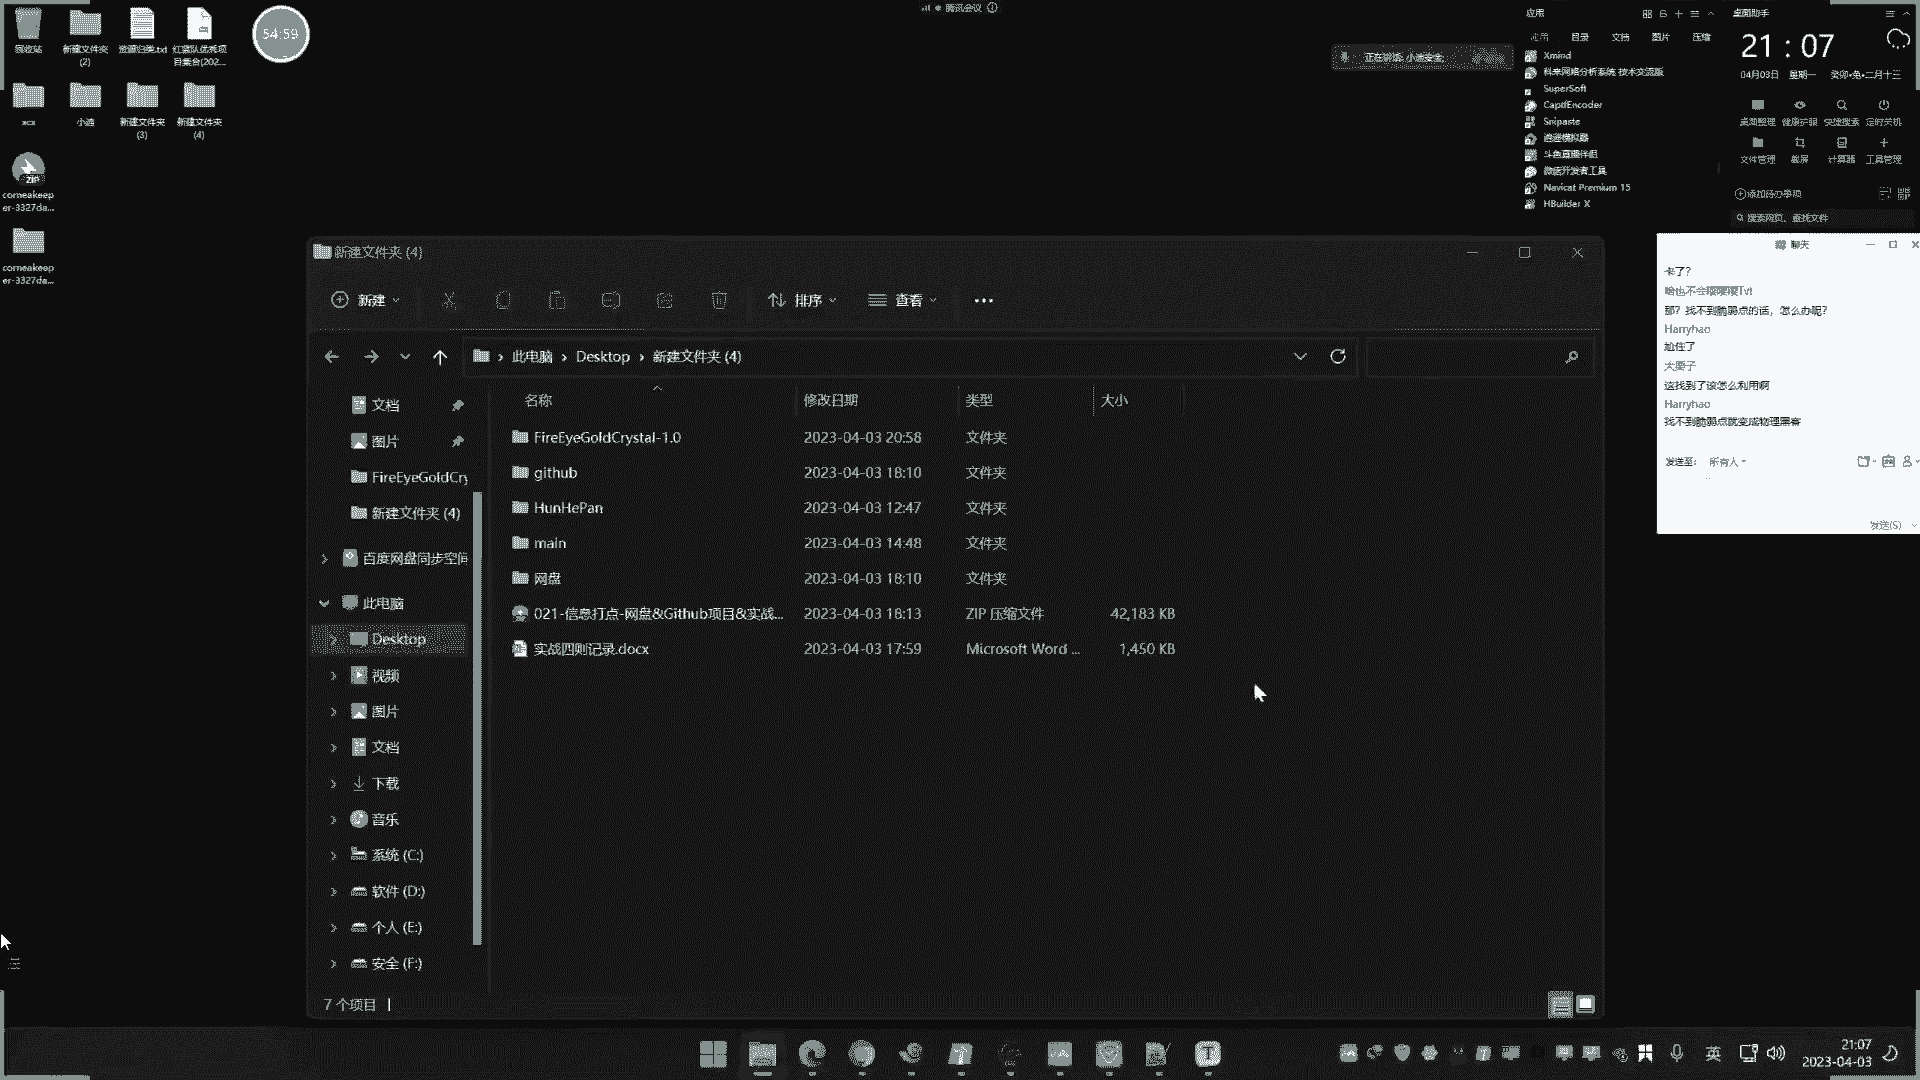 回收站
新建文件夹
(2)
资源归类.txt
红蓝队优秀项
目集合(202...
54:59
小迪
新建文件夹
(3)
新建文件夹
(4)
ZIP
comeakeep
er-3327da...
comeakeep
er-3327da...
腾讯会议
正在讲话: 小迪安全
应用
应用
目录
文档
图片
压缩
Xmind
科来网络分析系统 技术交流版
SuperSoft
CaptfEncoder
Snipaste
逍遥模拟器
斗鱼直播伴侣
微信开发者工具
Navicat Premium 15
HBuilder X
桌面助手
21 : 07
04月03日 星期一 癸卯•兔•二月十三
桌面整理 健康护眼 快捷搜索 定时关机
文件管理 截屏 计算器 工具管理
添加待办事项
搜索网页、查找文件
聊天
卡了?
啥也不会嘤嘤嘤TvT
那? 找不到脆弱点的话，怎么办呢?
Harryhao
尬住了
大栗子
这找到了该怎么利用啊
Harryhao
找不到脆弱点就变成物理黑客
发送至: 所有人
发送(S)
新建文件夹 (4)
新建
排序
查看
此电脑 › Desktop › 新建文件夹 (4)
名称
修改日期
类型
大小
FireEyeGoldCrystal-1.0 2023-04-03 20:58 文件夹
github 2023-04-03 18:10 文件夹
HunHePan 2023-04-03 12:47 文件夹
main 2023-04-03 14:48 文件夹
网盘 2023-04-03 18:10 文件夹
021-信息打点-网盘&Github项目&实战... 2023-04-03 18:13 ZIP 压缩文件 42,183 KB
实战四则记录.docx 2023-04-03 17:59 Microsoft Word ... 1,450 KB
文档
图片
FireEyeGoldCry
新建文件夹 (4)
百度网盘同步空间
此电脑
Desktop
视频
图片
文档
下载
音乐
系统 (C:)
软件 (D:)
个人 (E:)
安全 (F:)
7 个项目
英
21:07
2023-04-03